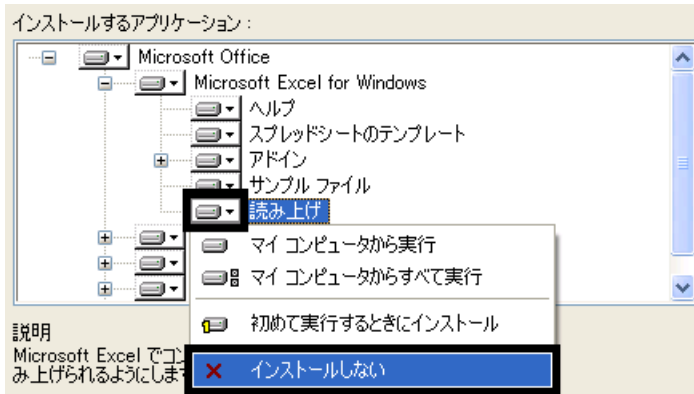 インストールするアプリケーション：
Microsoft Office
Microsoft Excel for Windows
ヘルプ
スプレッドシートのテンプレート
アドイン
サンプル ファイル
読み上げ
マイ コンピュータから実行
マイ コンピュータからすべて実行
初めて実行するときにインストール
インストールしない
説明
Microsoft Excel でコン
み上げられるようにしま